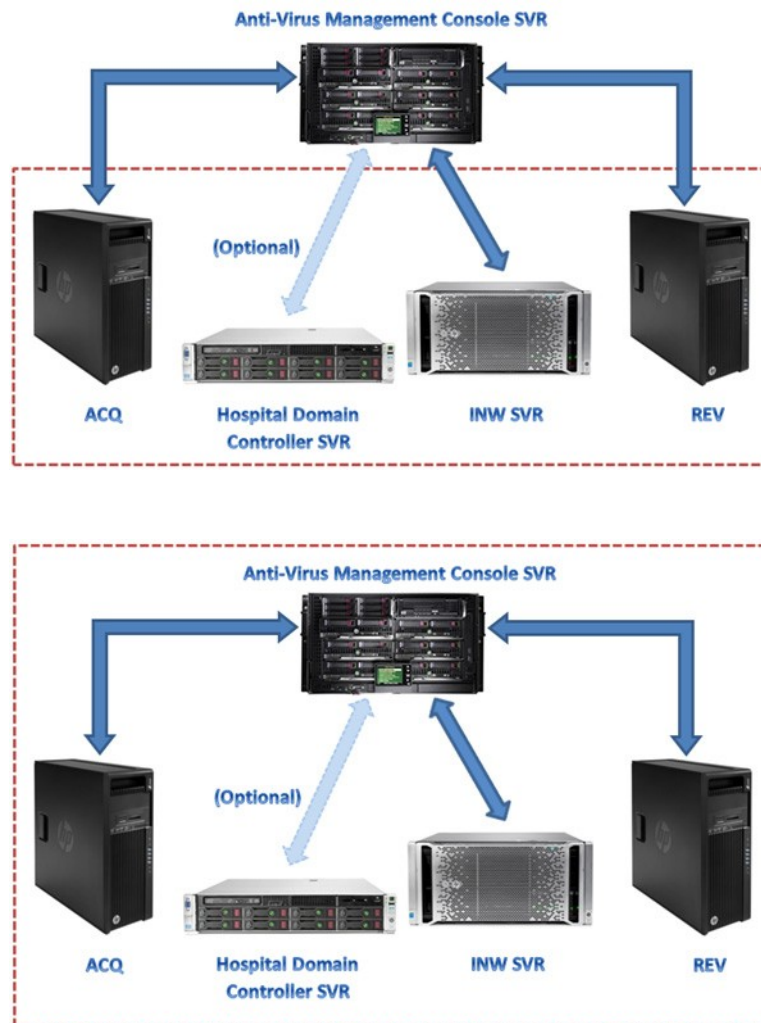 Anti-Virus Management Console SVR
(Optional)
ACQ
Hospital Domain
Controller SVR
INW SVR
REV
Anti-Virus Management Console SVR
(Optional)
ACQ
Hospital Domain
Controller SVR
INW SVR
REV